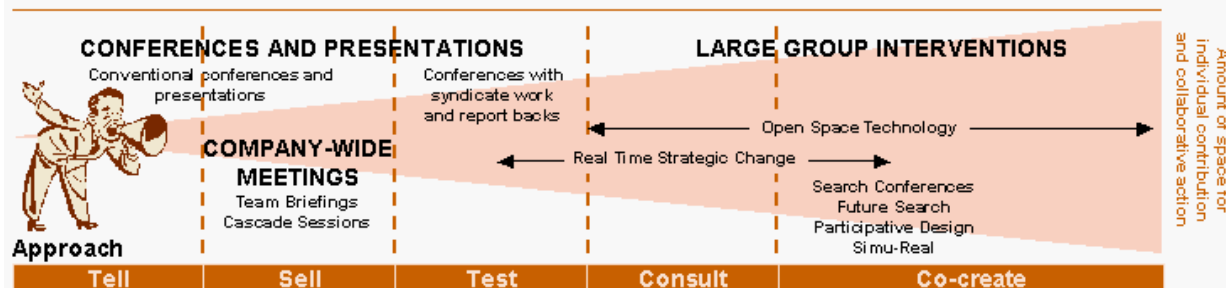 CONFERENCES AND PRESENTATIONS
Conventional conferences and
presentations
Conferences with
syndicate work
and report backs
LARGE GROUP INTERVENTIONS
Open Space Technology
Real Time Strategic Change
COMPANY-WIDE
MEETINGS
Team Briefings
Cascade Sessions
Search Conferences
Future Search
Participative Design
Simu-Real
Amount of space for
individual contribution
and collaborative action
Approach
Tell
Sell
Test
Consult
Co-create